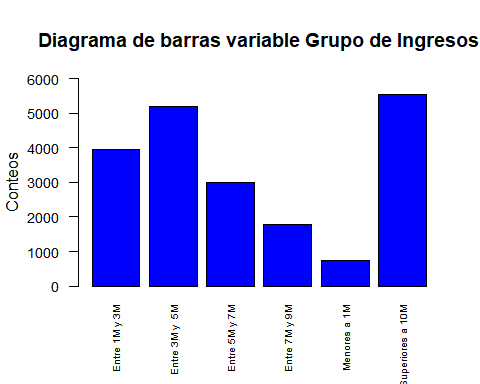 Diagrama de barras variable Grupo de Ingresos
Conteos
6000
5000
4000
3000
2000
1000
0
Entre 1M y 3M
Entre 3M y  5M
Entre 5M y 7M
Entre 7M y 9M
Menores a 1M
Superiores a 10M